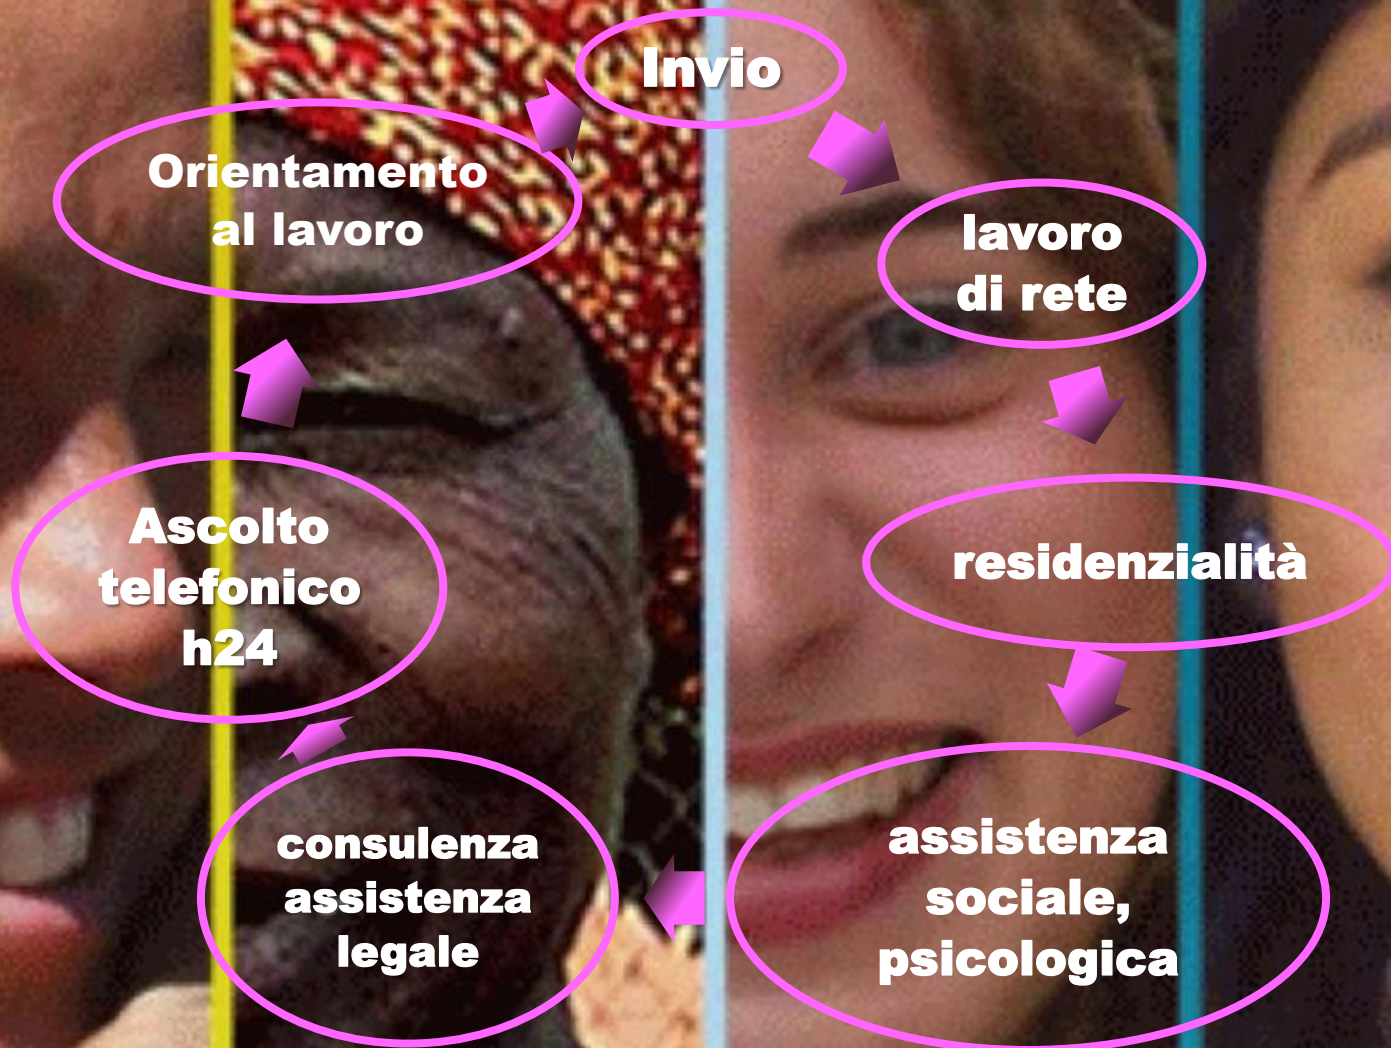 Invio
lavoro
di rete
residenzialità
assistenza
sociale,
psicologica
consulenza
assistenza
legale
Ascolto
telefonico
h24
Orientamento
al lavoro